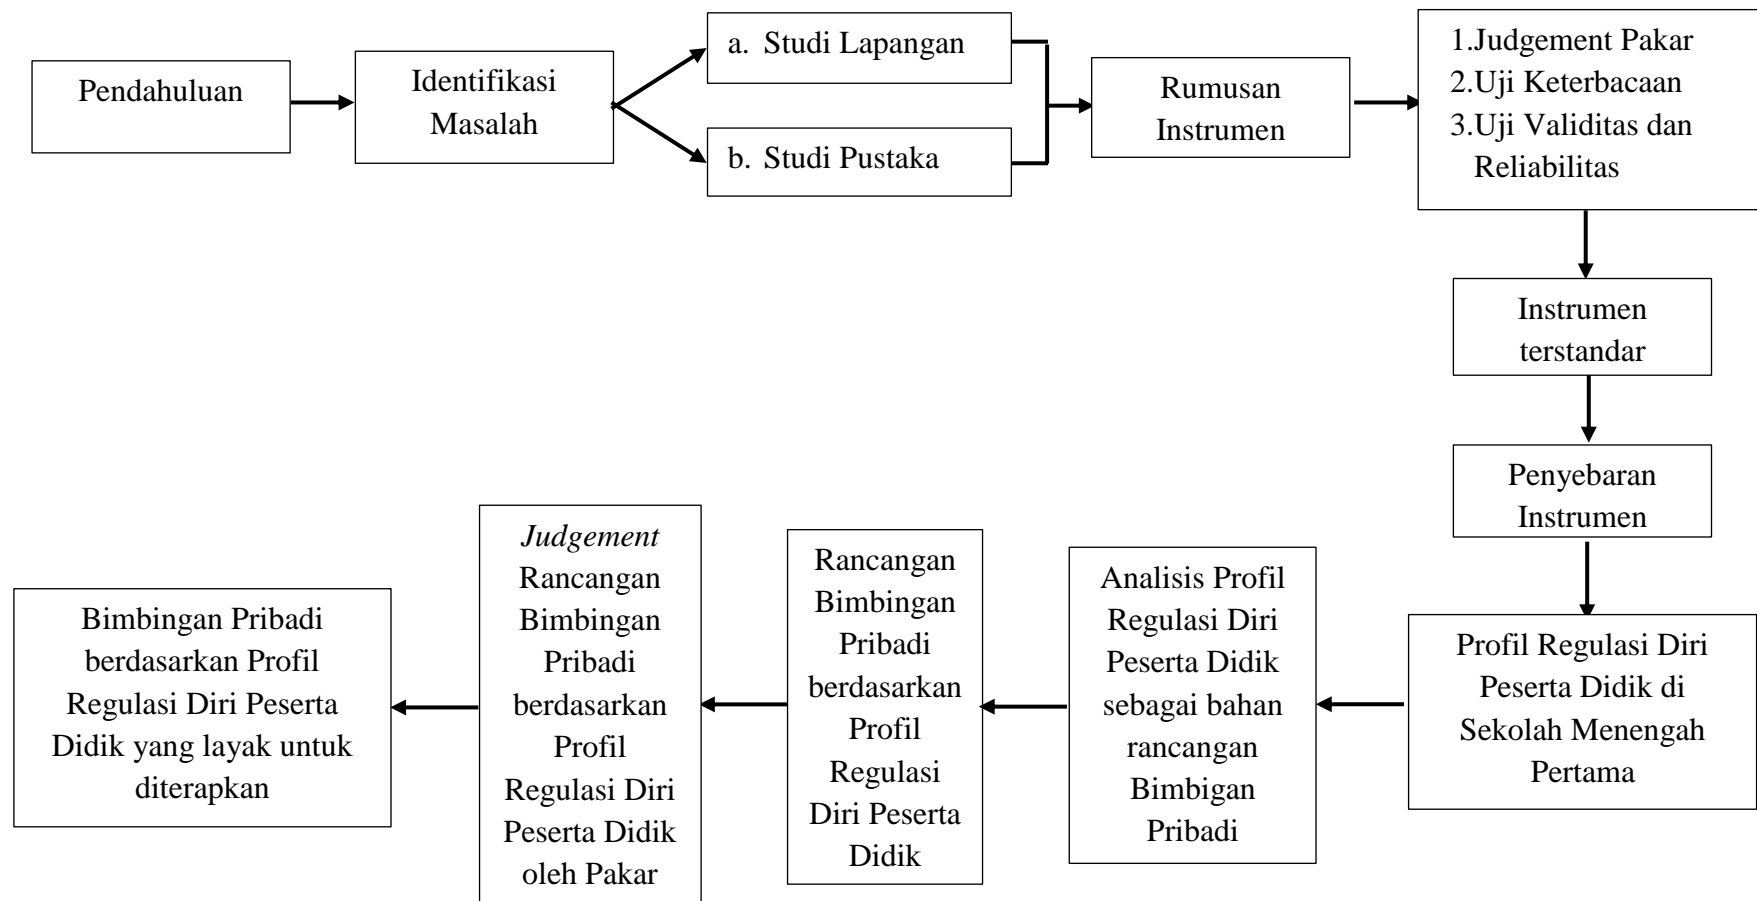 Pendahuluan
Identifikasi
Masalah
a. Studi Lapangan
b. Studi Pustaka
Rumusan
Instrumen
1.Judgement Pakar
2.Uji Keterbacaan
3.Uji Validitas dan
Reliabilitas
Instrumen
terstandar
Penyebaran
Instrumen
Profil Regulasi Diri
Peserta Didik di
Sekolah Menengah
Pertama
Analisis Profil
Regulasi Diri
Peserta Didik
sebagai bahan
rancangan
Bimbigan
Pribadi
Rancangan
Bimbingan
Pribadi
berdasarkan
Profil
Regulasi
Diri Peserta
Didik
Judgement
Rancangan
Bimbingan
Pribadi
berdasarkan
Profil
Regulasi Diri
Peserta Didik
oleh Pakar
Bimbingan Pribadi
berdasarkan Profil
Regulasi Diri Peserta
Didik yang layak untuk
diterapkan